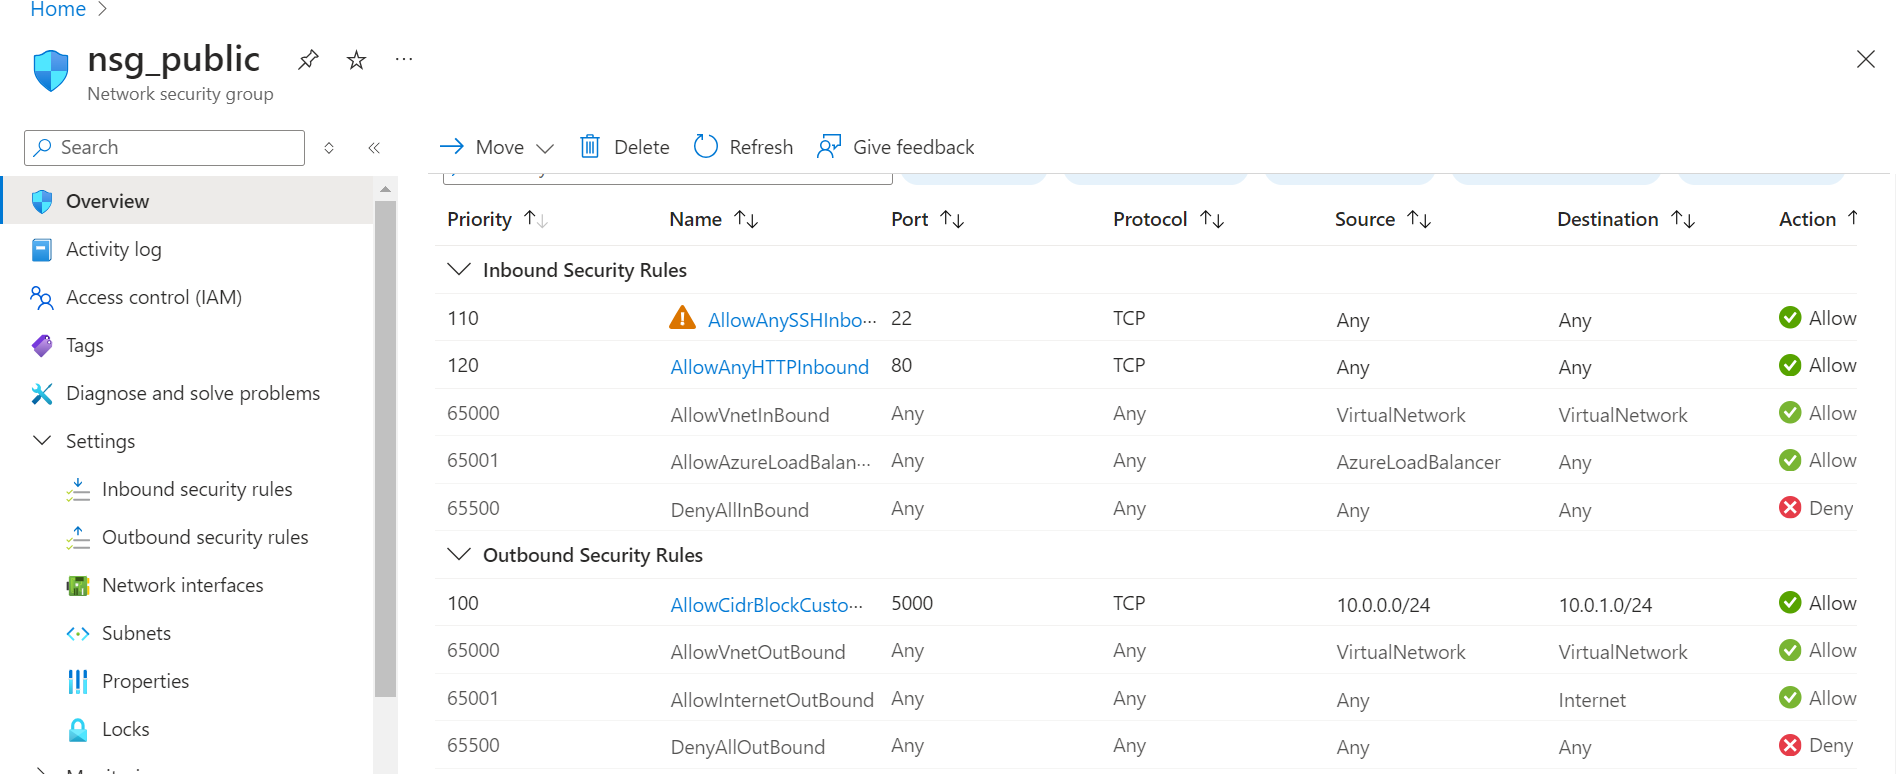 Home
nsg_public
Network security group
Search
Move Delete Refresh Give feedback
Overview
Activity log
Access control (IAM)
Tags
Diagnose and solve problems
Settings
Inbound security rules
Outbound security rules
Network interfaces
Subnets
Properties
Locks
Priority Name Port Protocol Source Destination Action
Inbound Security Rules
110 AllowAnySSHInbo... 22 TCP Any Any Allow
120 AllowAnyHTTPInbound 80 TCP Any Any Allow
65000 AllowVnetInBound Any Any VirtualNetwork VirtualNetwork Allow
65001 AllowAzureLoadBalan... Any Any AzureLoadBalancer Any Allow
65500 DenyAllInBound Any Any Any Any Deny
Outbound Security Rules
100 AllowCidrBlockCusto... 5000 TCP 10.0.0.0/24 10.0.1.0/24 Allow
65000 AllowVnetOutBound Any Any VirtualNetwork VirtualNetwork Allow
65001 AllowInternetOutBound Any Any Any Internet Allow
65500 DenyAllOutBound Any Any Any Any Deny